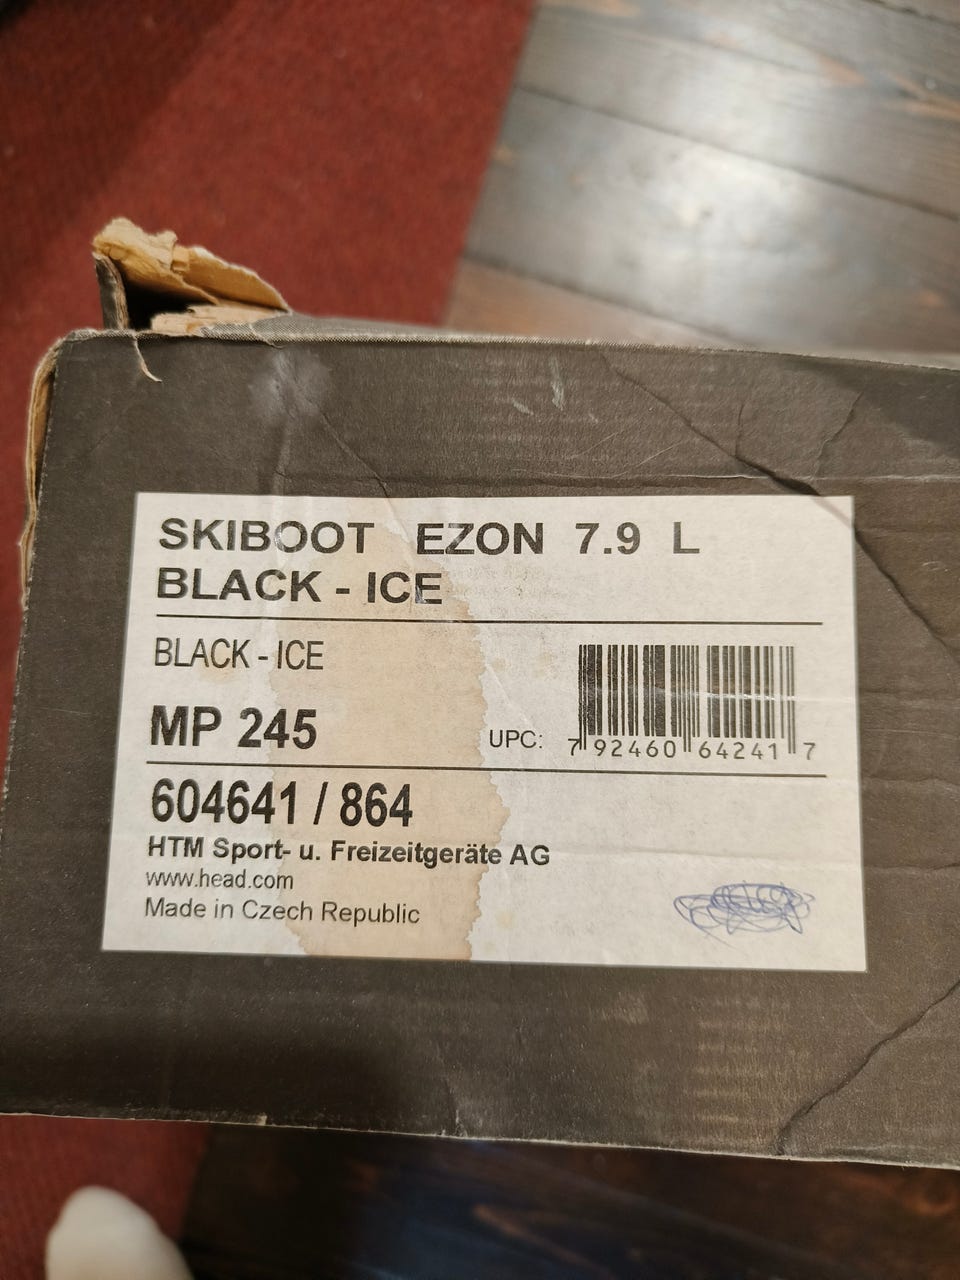 SKIBOOT EZON 7.9 L
BLACK - ICE
BLACK - ICE
MP 245
UPC: 7 92460 64241 7
604641 / 864
HTM Sport- u. Freizeitgeräte AG
www.head.com
Made in Czech Republic